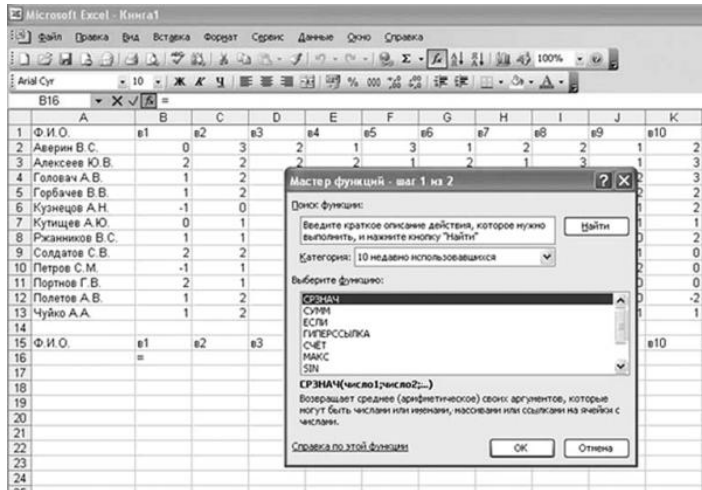 Microsoft Excel - Книга1
Файл Правка Вид Вставка Формат Сервис Данные Окно Справка
100%
Arial Cyr 10 Ж К Ч % 000
B16 =
A B C D E F G H I J K
1 Ф.И.О. в1 в2 в3 в4 в5 в6 в7 в8 в9 в10
2 Аверин В.С. 0 3 2 1 3 1 2 2 1 2
3 Алексеев Ю.В. 2 2 2 2 1 2 1 3 1 3
4 Головач А.В. 1 2 3
5 Горбачев В.В. 1 2 2
6 Кузнецов А.Н. -1 0 2
7 Кутищев А.Ю. 0 1 1
8 Ржанников В.С. 1 1 2
9 Солдатов С.В. 2 2 0
10 Петров С.М. -1 1 0
11 Портнов Г.В. 2 1 0
12 Полетов А.В. 1 2 -2
13 Чуйко А.А. 1 2 1 1
14
15 Ф.И.О. в1 в2 в3 в10
16 =
17
18
19
20
21
22
23
24
Мастер функций - шаг 1 из 2
Поиск функции:
Введите краткое описание действия, которое нужно
выполнить, и нажмите кнопку "Найти"
Найти
Категория: 10 недавно использовавшихся
Выберите функцию:
СРЗНАЧ
СУММ
ЕСЛИ
ГИПЕРССЫЛКА
СЧЁТ
МАКС
SIN
СРЗНАЧ(число1;число2;...)
Возвращает среднее (арифметическое) своих аргументов, которые
могут быть числами или именами, массивами или ссылками на ячейки с
числами.
Справка по этой функции
OK Отмена